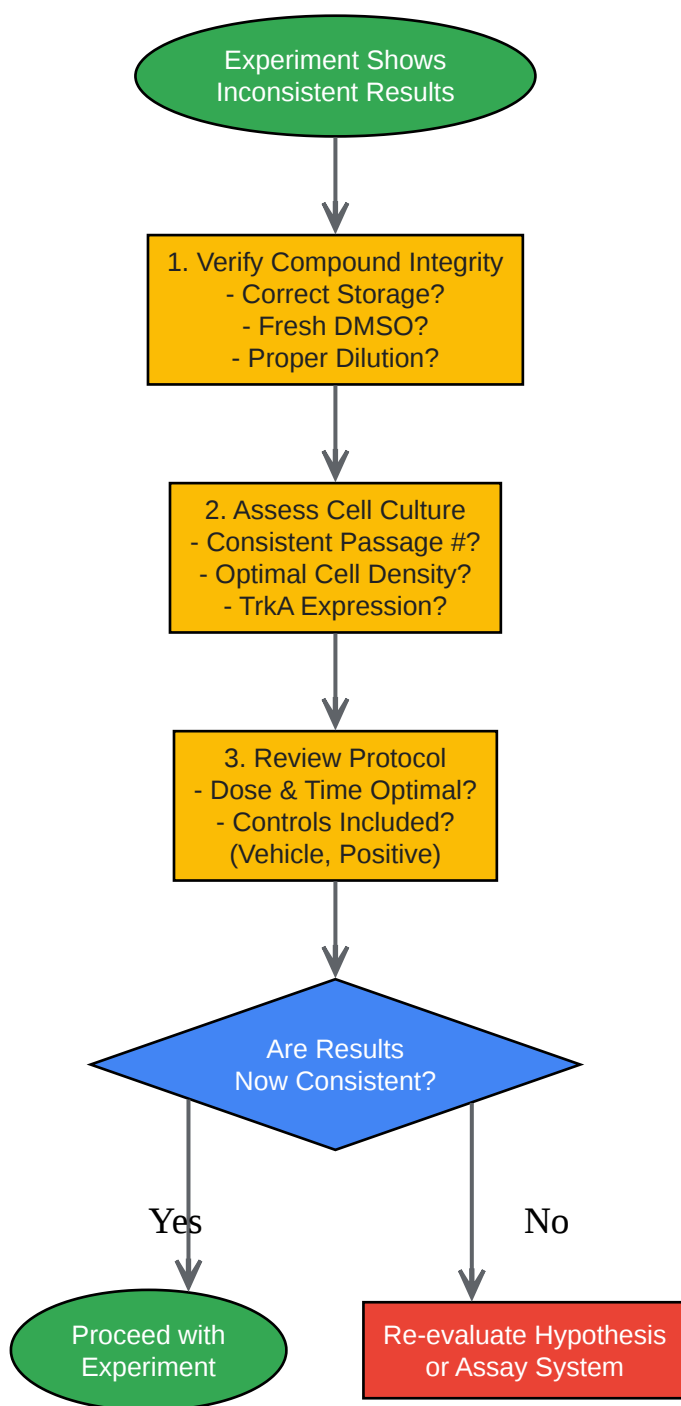 Experiment Shows
Inconsistent Results
1. Verify Compound Integrity
- Correct Storage?
- Fresh DMSO?
- Proper Dilution?
2. Assess Cell Culture
- Consistent Passage #?
- Optimal Cell Density?
- TrkA Expression?
3. Review Protocol
- Dose & Time Optimal?
- Controls Included?
(Vehicle, Positive)
Are Results
Now Consistent?
Yes
No
Proceed with
Experiment
Re-evaluate Hypothesis
or Assay System